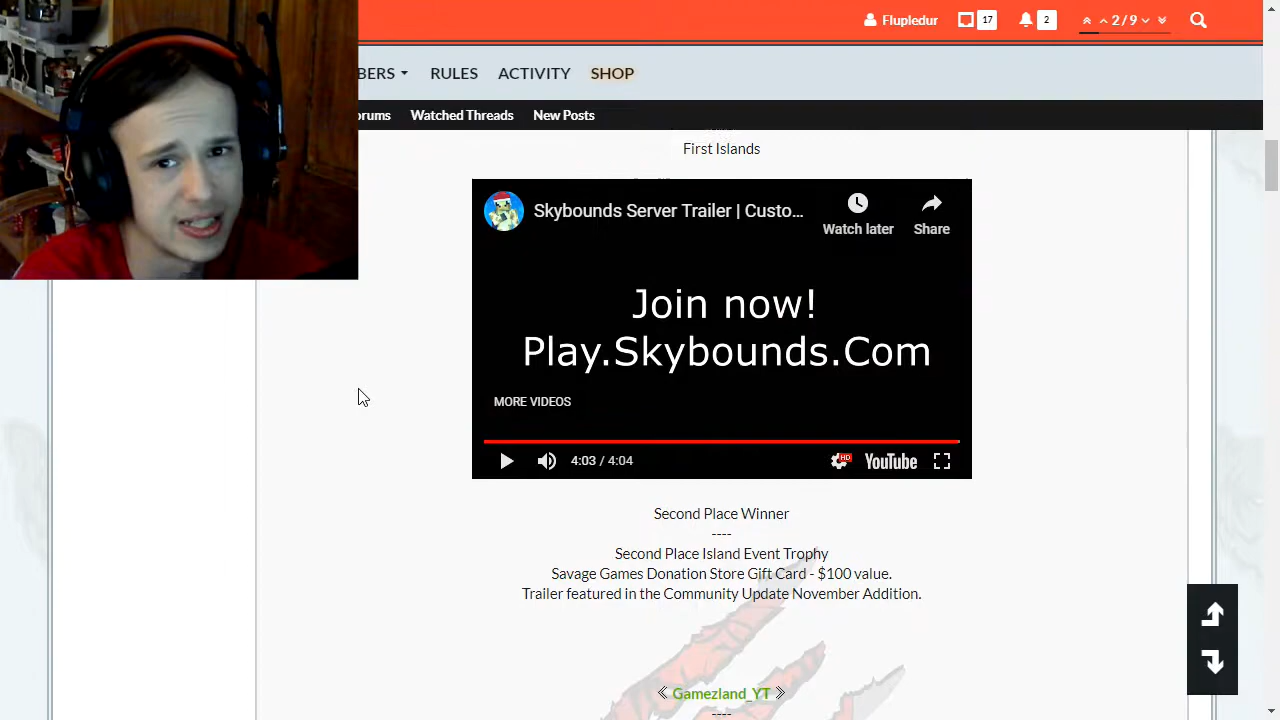 Flupledur 17 2 2/9
BERS RULES ACTIVITY SHOP
orums Watched Threads New Posts
First Islands
Skybounds Server Trailer | Custo...
Watch later Share
Join now!
Play.Skybounds.Com
MORE VIDEOS
4:03 / 4:04 HD YouTube
Second Place Winner
----
Second Place Island Event Trophy
Savage Games Donation Store Gift Card - $100 value.
Trailer featured in the Community Update November Addition.
« Gamezland_YT »
----